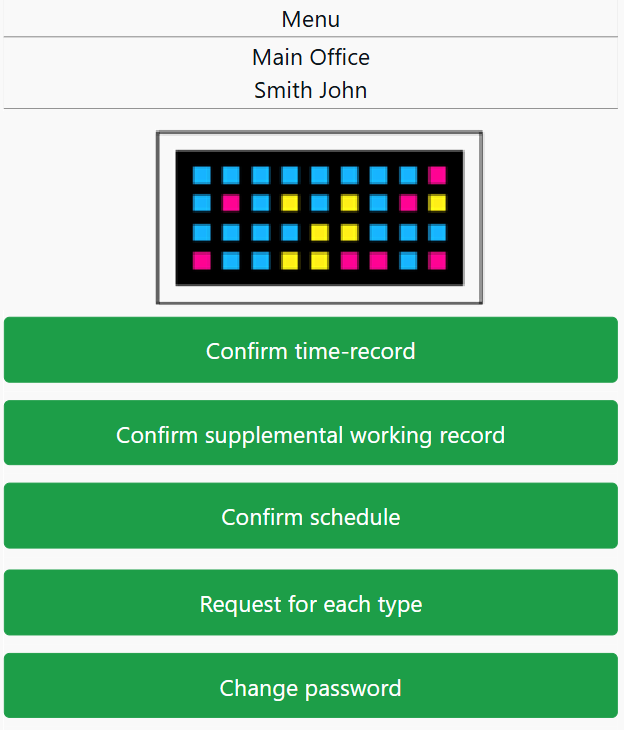 Menu
Main Office
Smith John
Confirm time-record
Confirm supplemental working record
Confirm schedule
Request for each type
Change password